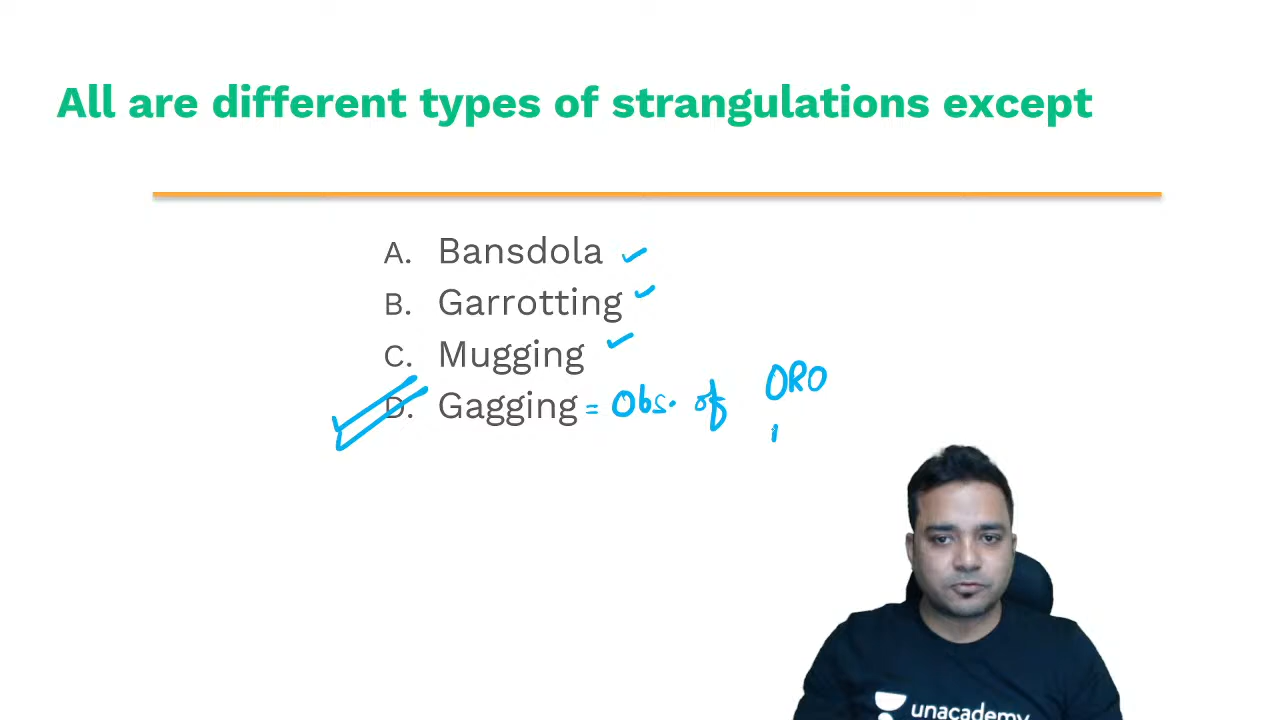 All are different types of strangulations except
A. Bansdola
B. Garrotting
C. Mugging
D. Gagging = Obs. of ORO
unacademy